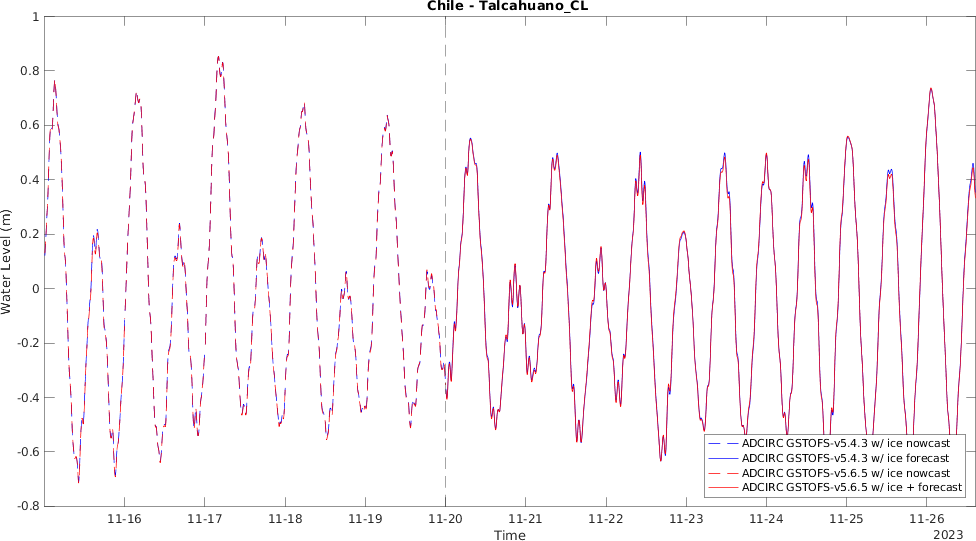 Chile - Talcahuano_CL
1
0.8
0.6
0.4
0.2
0
-0.2
-0.4
-0.6
-0.8
Water Level (m)
11-16 11-17 11-18 11-19 11-20 11-21 11-22 11-23 11-24 11-25 11-26
2023
Time
ADCIRC GSTOFS-v5.4.3 w/ ice nowcast
ADCIRC GSTOFS-v5.4.3 w/ ice forecast
ADCIRC GSTOFS-v5.6.5 w/ ice nowcast
ADCIRC GSTOFS-v5.6.5 w/ ice + forecast